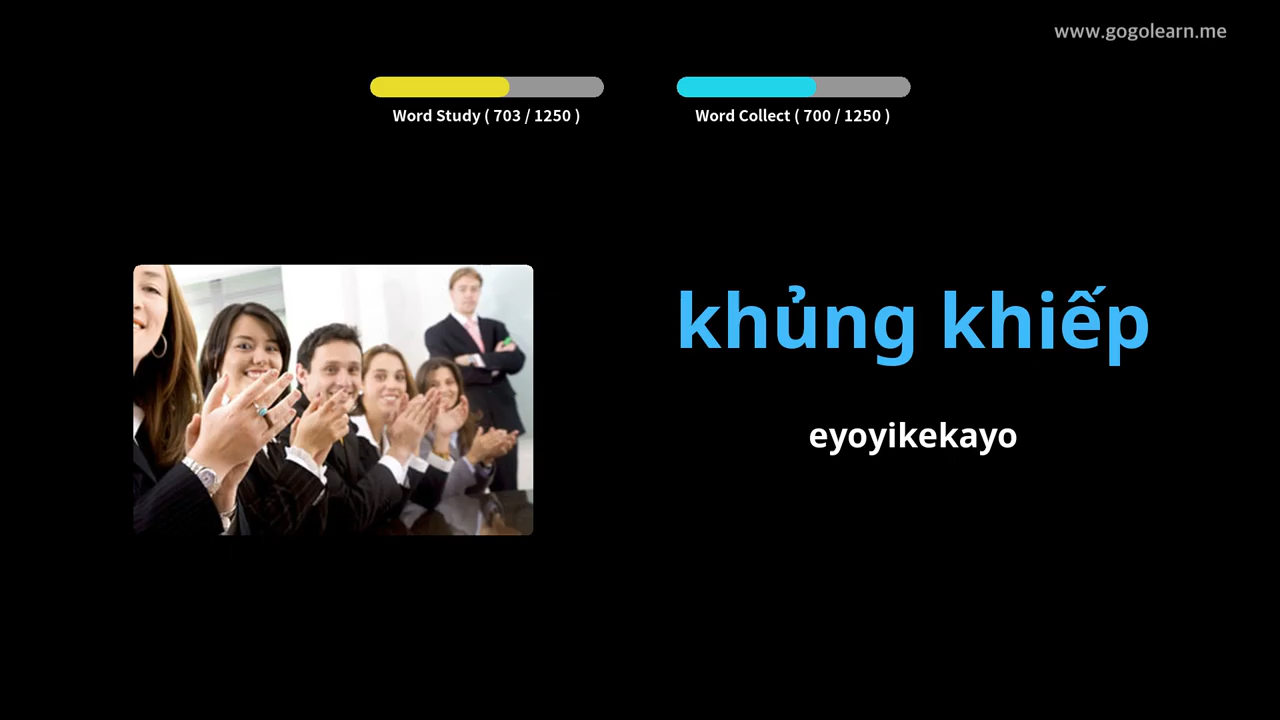 www.gogolearn.me
Word Study ( 703 / 1250 )
Word Collect ( 700 / 1250 )
khủng khiếp
eyoyikekayo